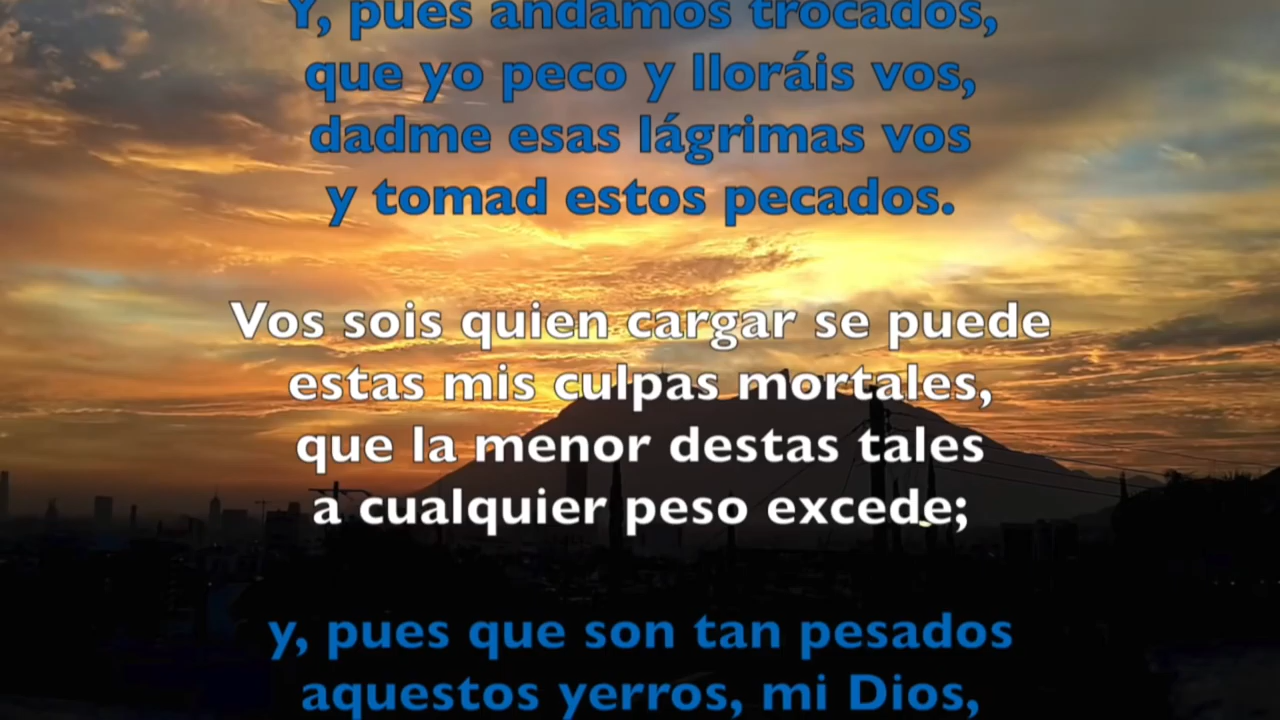 Y, pues andamos trocados,
que yo peco y lloráis vos,
dadme esas lágrimas vos
y tomad estos pecados.
Vos sois quien cargar se puede
estas mis culpas mortales,
que la menor destas tales
a cualquier peso excede;
y, pues que son tan pesados
aquestos yerros, mi Dios,